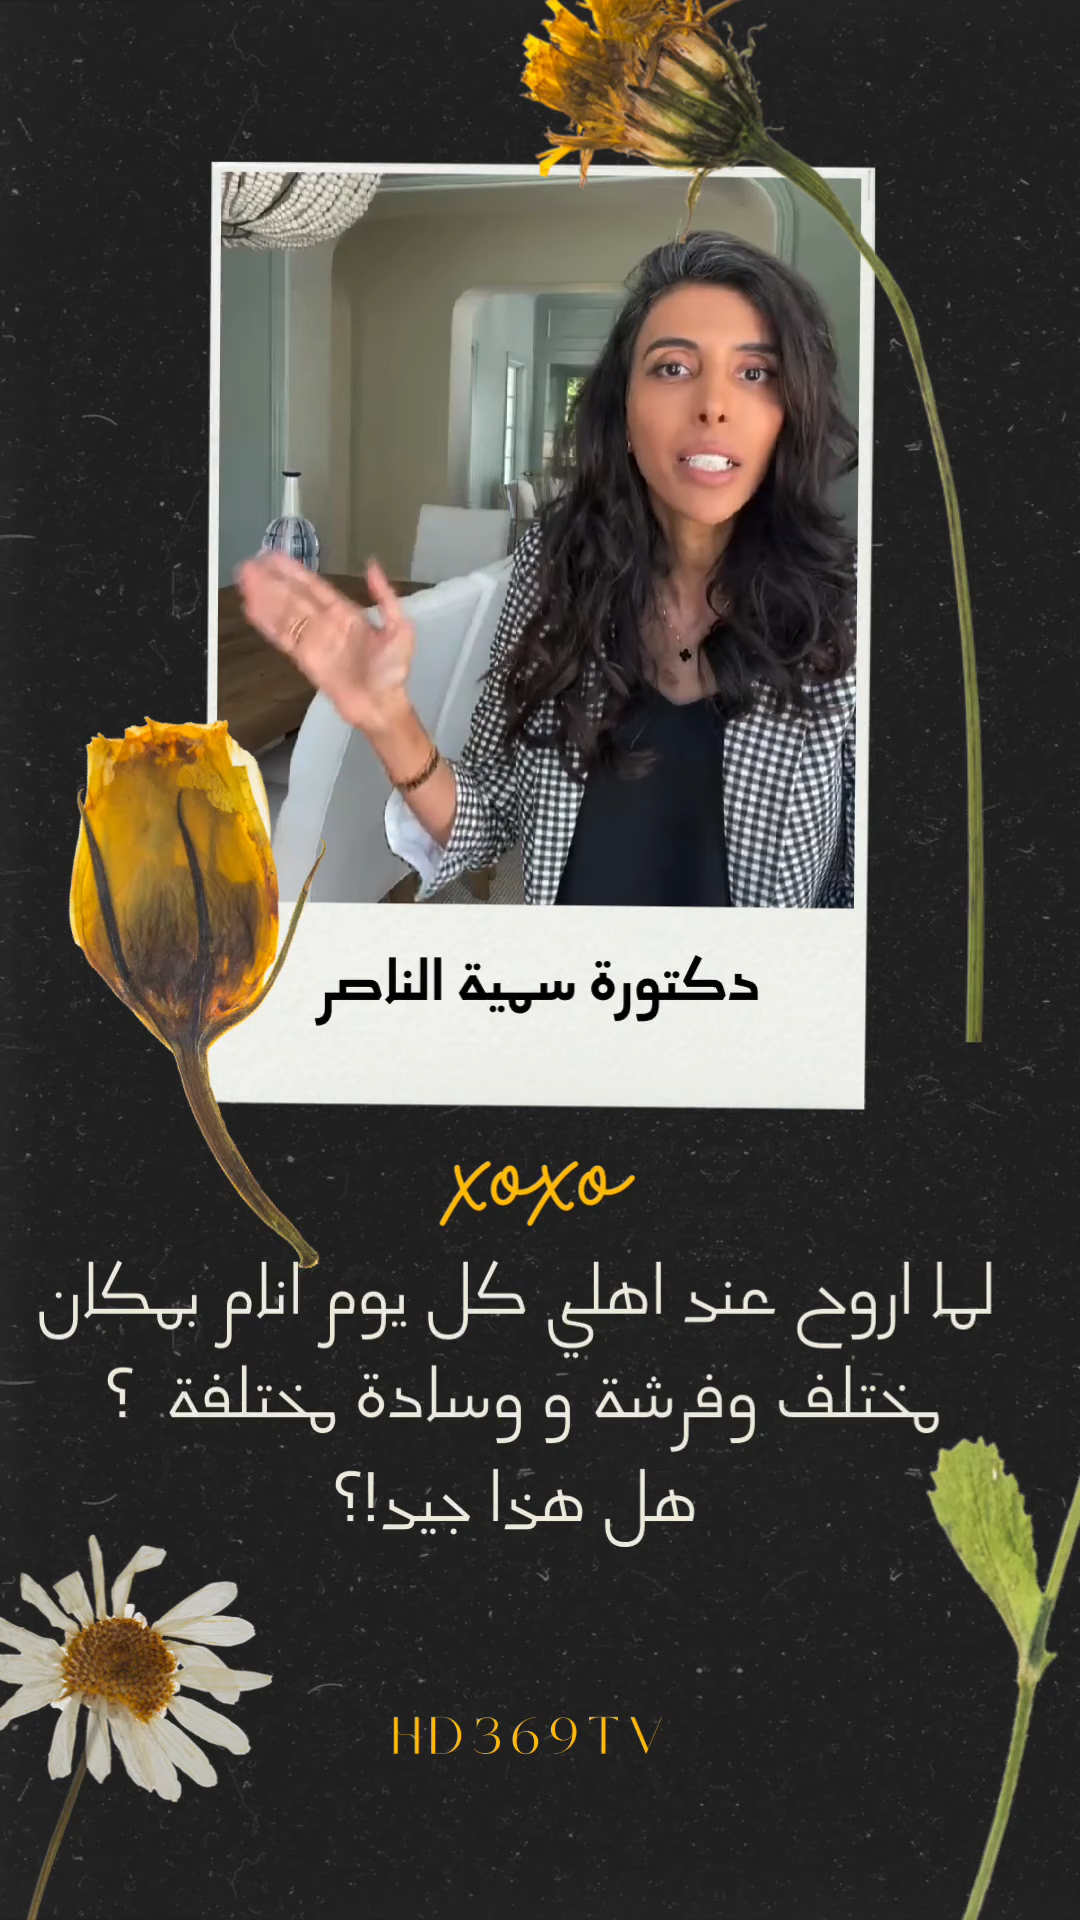 دكتورة سمية الناصر
xoxo
لما اروح عند اهلي كل يوم انام بمكان
مختلف وفرشة و وسادة مختلفة ؟
هل هذا جيد!؟
HD369TV